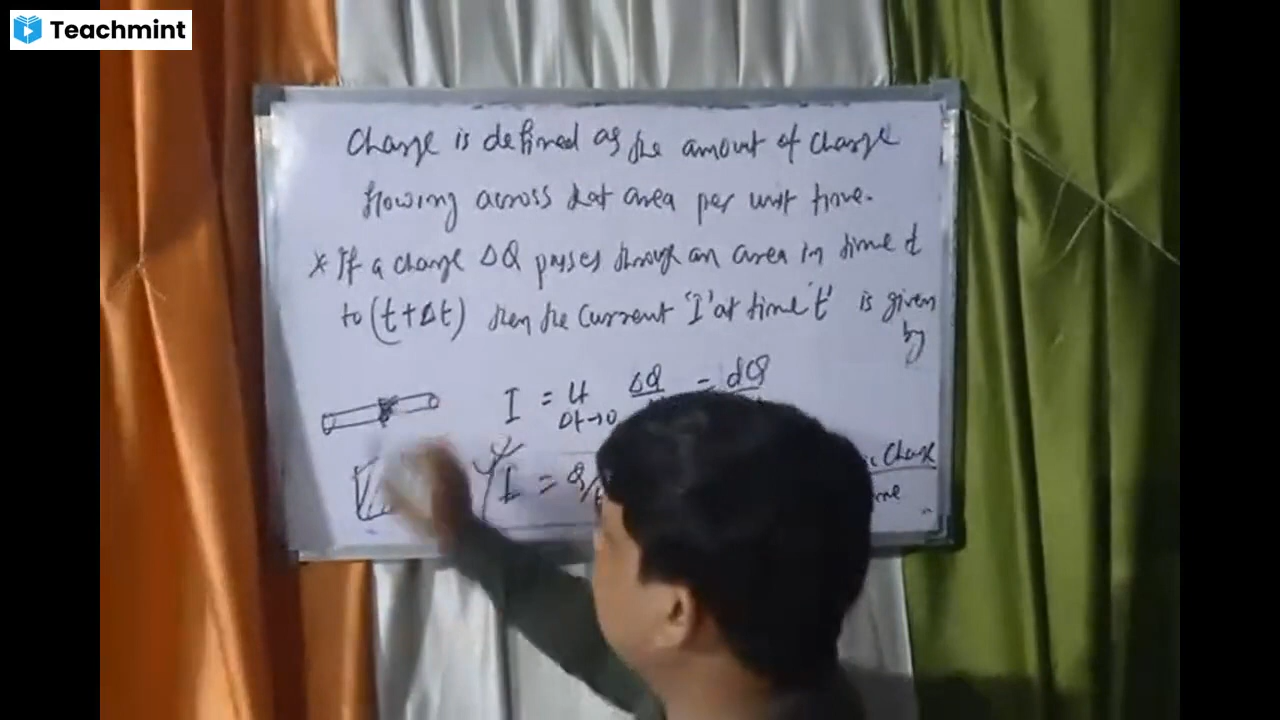 Teachmint
Charge is defined as the amount of charge
flowing across that area per unit time.
* If a charge ΔQ passes through an area in time t
to (t+Δt) then the current 'I' at time 't' is given
by
I = Lt ΔQ = dQ
Δt→0
I = Q/ Charge